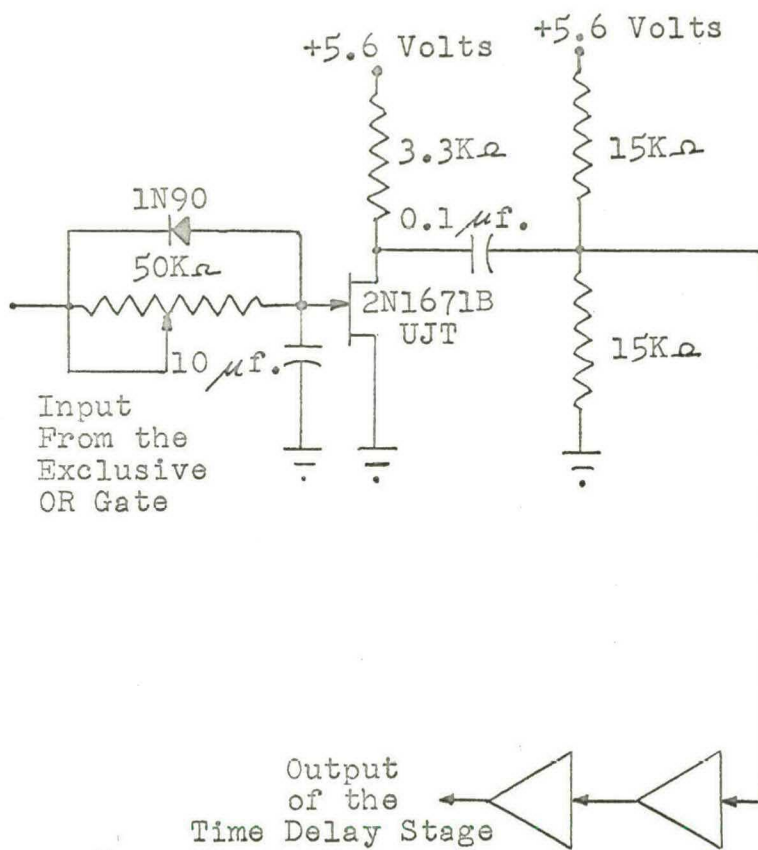 +5.6 Volts
+5.6 Volts
3.3KΩ
15KΩ
1N90
0.1 μf.
50KΩ
2N1671B
UJT
10 μf.
15KΩ
Input
From the
Exclusive
OR Gate
Output
of the
Time Delay Stage